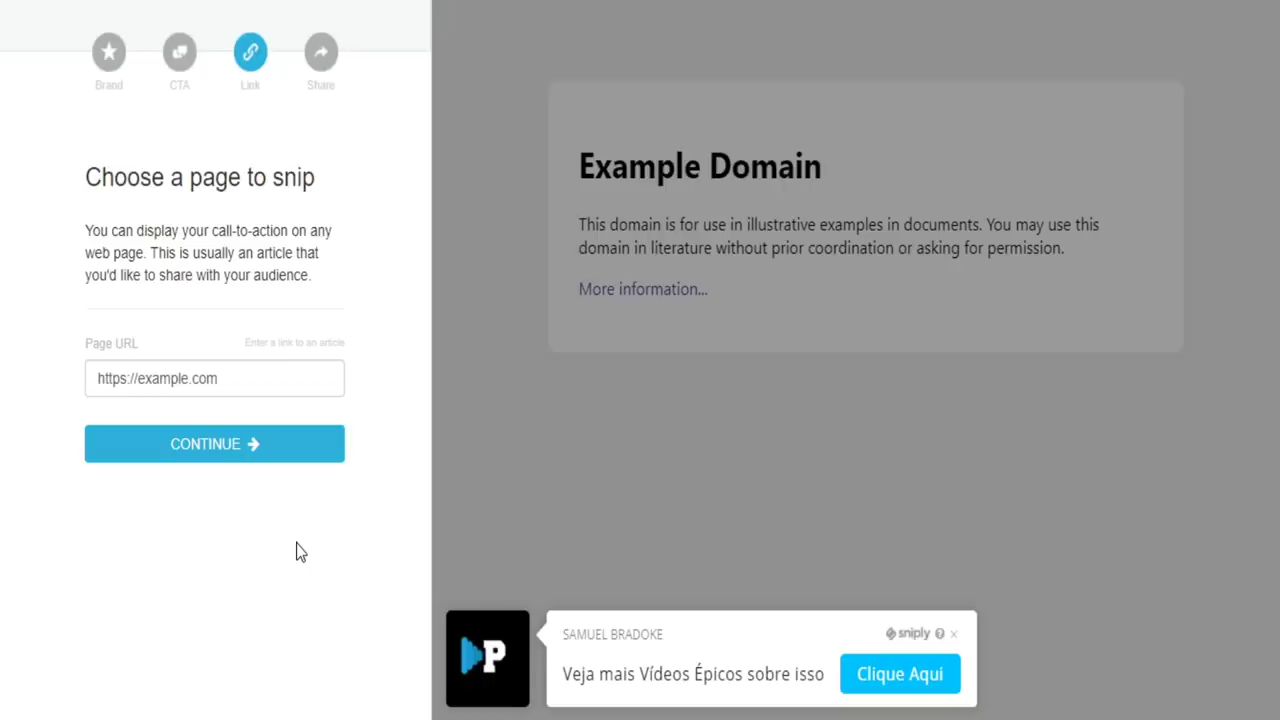 Brand CTA Link Share
Choose a page to snip
You can display your call-to-action on any
web page. This is usually an article that
you'd like to share with your audience.
Page URL Enter a link to an article
https://example.com
CONTINUE
Example Domain
This domain is for use in illustrative examples in documents. You may use this
domain in literature without prior coordination or asking for permission.
More information...
P
SAMUEL BRADOKE
sniply ? ×
Veja mais Vídeos Épicos sobre isso
Clique Aqui